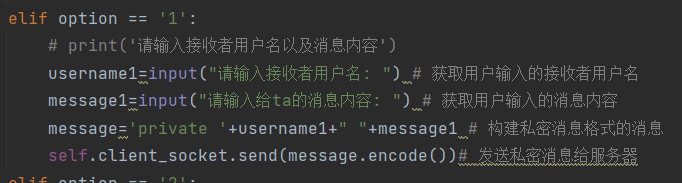 elif option == '1':
# print('请输入接收者用户名以及消息内容')
username1=input("请输入接收者用户名: ") # 获取用户输入的接收者用户名
message1=input("请输入给ta的消息内容: ") # 获取用户输入的消息内容
message='private '+username1+" "+message1 # 构建私密消息格式的消息
self.client_socket.send(message.encode())# 发送私密消息给服务器
elif option == '2':